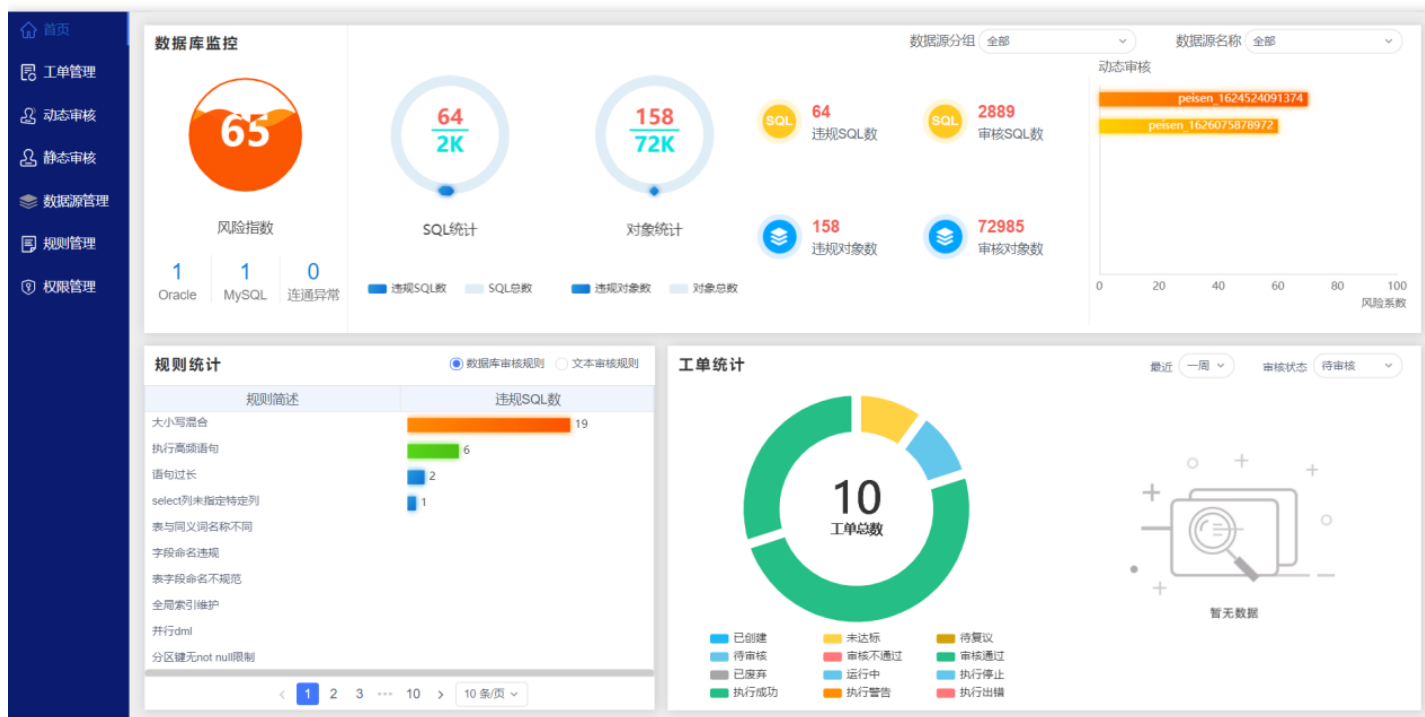 首页
工单管理
动态审核
静态审核
数据源管理
规则管理
权限管理
数据库监控
数据源分组 全部 数据源名称 全部
65
风险指数
1 1 0
Oracle MySQL 连通异常
64
2K
SQL统计
违规SQL数 SQL总数
158
72K
对象统计
违规对象数 对象总数
SQL 64
违规SQL数
SQL 2889
审核SQL数
158
违规对象数
72985
审核对象数
动态审核
peisen_1624524091374
peisen_1626075878972
0 20 40 60 80 100
风险系数
规则统计 数据库审核规则 文本审核规则
规则简述 违规SQL数
大小写混合 19
执行高频语句 6
语句过长 2
select列未指定特定列 1
表与同义词名称不同
字段命名违规
表字段命名不规范
全局索引维护
并行dml
分区键无not null限制
< 1 2 3 ··· 10 > 10 条/页
工单统计 最近 一周 审核状态 待审核
10
工单总数
已创建 未达标 待复议
待审核 审核不通过 审核通过
已废弃 运行中 执行停止
执行成功 执行警告 执行出错
暂无数据